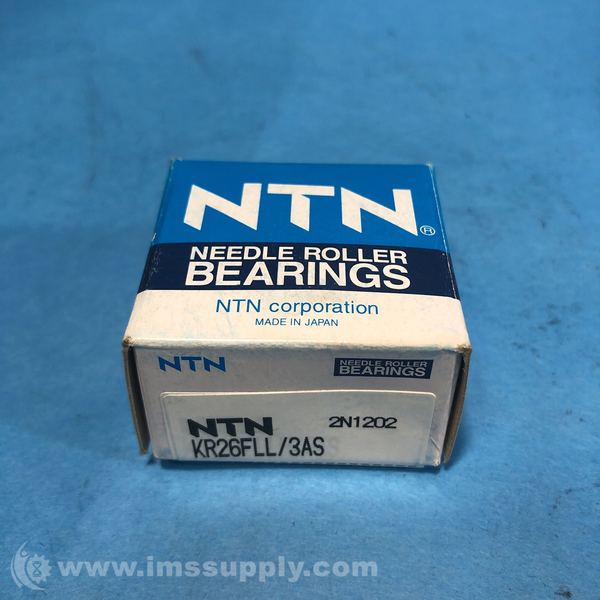 NTN®
NEEDLE ROLLER
BEARINGS
NTN corporation
MADE IN JAPAN
NTN
NEEDLE ROLLER
BEARINGS
NTN 2N1202
KR26FLL/3AS
www.imssupply.com